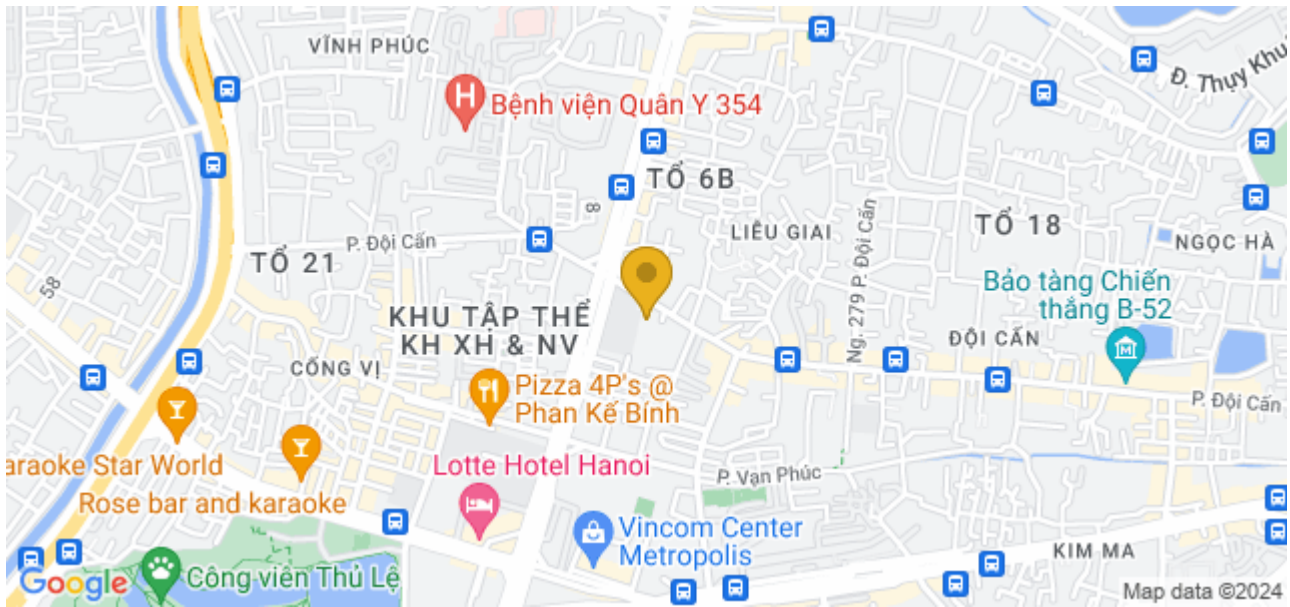 VĨNH PHÚC
Đ. Thụy Khu
Bệnh viện Quân Y 354
TỔ 6B
8
LIỄU GIAI
Ng. 279 P. Đội Cấn
TỔ 18
NGỌC HÀ
P. Đội Cấn
TỔ 21
58
Bảo tàng Chiến
thắng B-52
KHU TẬP THỂ
KH XH & NV
ĐỘI CẤN
CỐNG VỊ
Pizza 4P's @
Phan Kế Bính
P. Đội Cấn
araoke Star World
Lotte Hotel Hanoi
P. Vạn Phúc
Rose bar and karaoke
Vincom Center
Metropolis
KIM MA
Google
Công viên Thủ Lệ
Map data ©2024